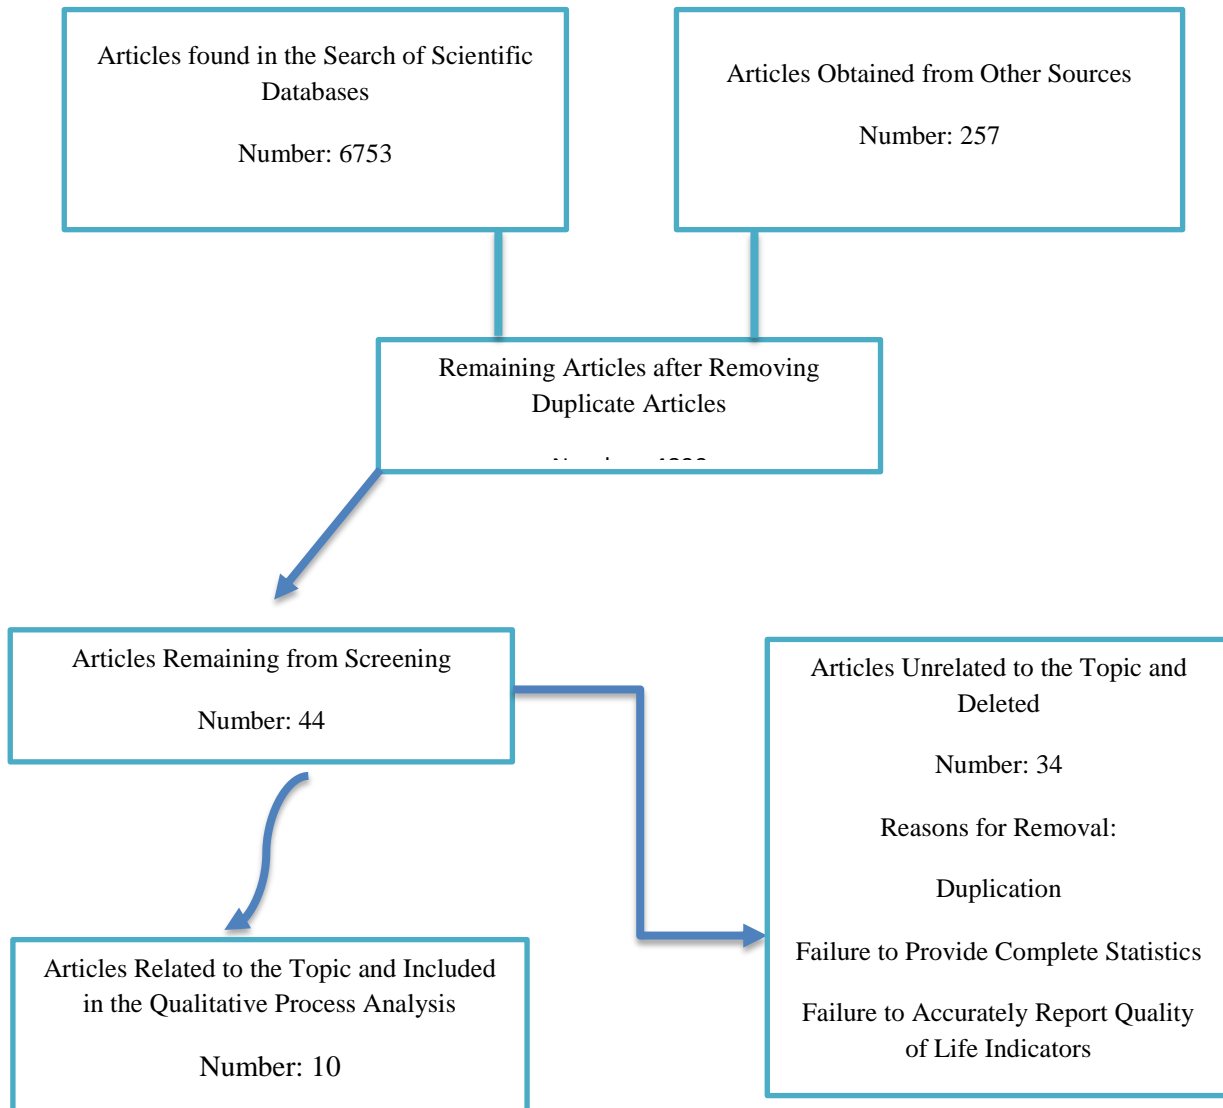 Articles found in the Search of Scientific
Databases
Number: 6753
Articles Obtained from Other Sources
Number: 257
Remaining Articles after Removing
Duplicate Articles
Articles Remaining from Screening
Number: 44
Articles Unrelated to the Topic and
Deleted
Number: 34
Reasons for Removal:
Duplication
Failure to Provide Complete Statistics
Failure to Accurately Report Quality
of Life Indicators
Articles Related to the Topic and Included
in the Qualitative Process Analysis
Number: 10